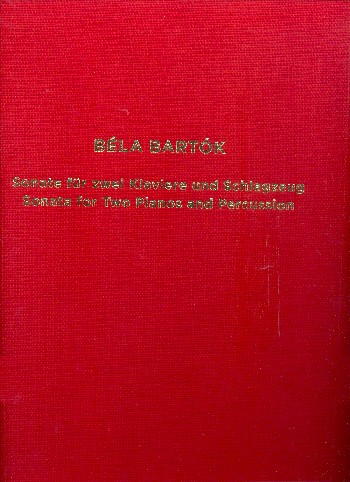 BÉLA BARTÓK
Sonate für zwei Klaviere und Schlagzeug
Sonata for Two Pianos and Percussion